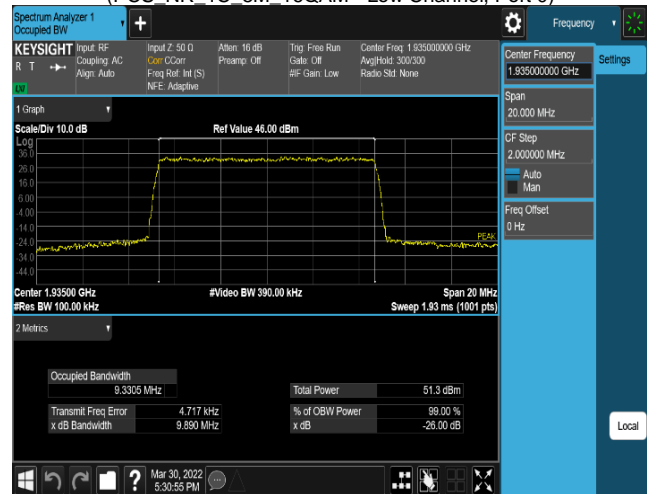 Spectrum Analyzer 1
Occupied BW
Frequency
KEYSIGHT
R T
Input: RF
Coupling: AC
Align: Auto
Input Z: 50 Ω
Corr CCorr
Freq Ref: Int (S)
NFE: Adaptive
Atten: 16 dB
Preamp: Off
Trig: Free Run
Gate: Off
#IF Gain: Low
Center Freq: 1.935000000 GHz
Avg|Hold: 300/300
Radio Std: None
Center Frequency
1.935000000 GHz
Settings
Span
20.000 MHz
CF Step
2.000000 MHz
Auto
Man
Freq Offset
0 Hz
1 Graph
Scale/Div 10.0 dB
Ref Value 46.00 dBm
Log
36.0
26.0
16.0
6.00
-4.00
-14.0
-24.0
-34.0
-44.0
PEAK
Center 1.93500 GHz
#Video BW 390.00 kHz
Span 20 MHz
#Res BW 100.00 kHz
Sweep 1.93 ms (1001 pts)
2 Metrics
Occupied Bandwidth
9.3305 MHz
Total Power 51.3 dBm
Transmit Freq Error 4.717 kHz
% of OBW Power 99.00 %
x dB Bandwidth 9.890 MHz
x dB -26.00 dB
Local
Mar 30, 2022
5:30:55 PM